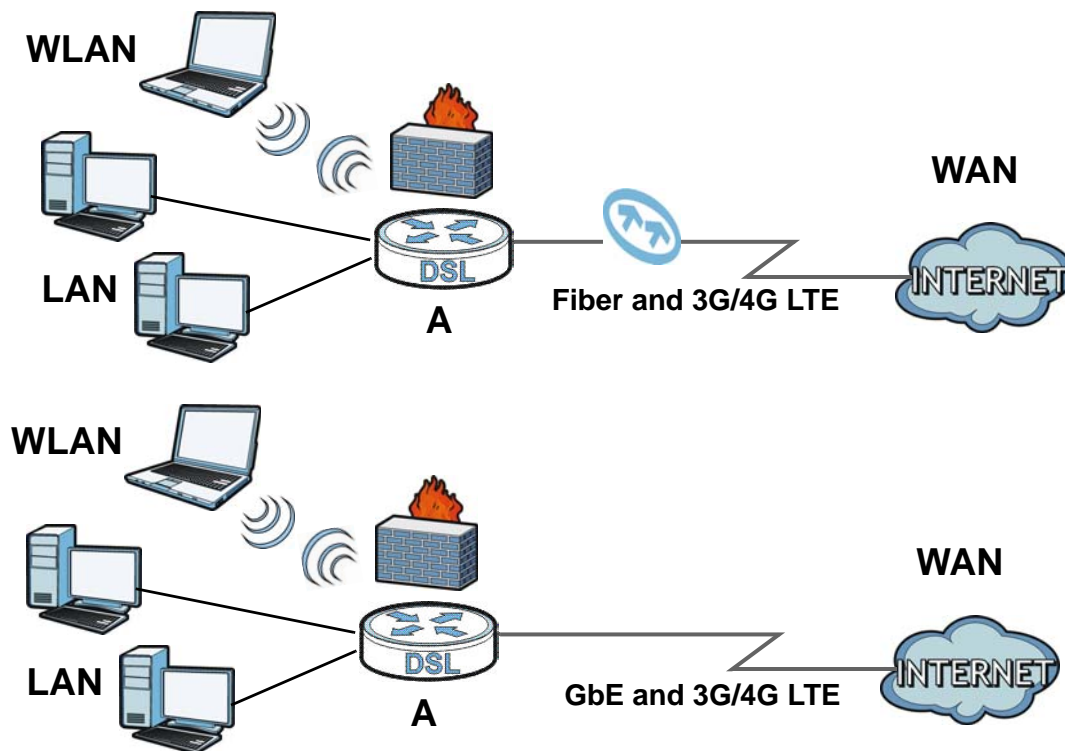 WLAN
WAN
LAN
DSL
INTERNET
Fiber and 3G/4G LTE
A
WLAN
WAN
LAN
DSL
INTERNET
GbE and 3G/4G LTE
A